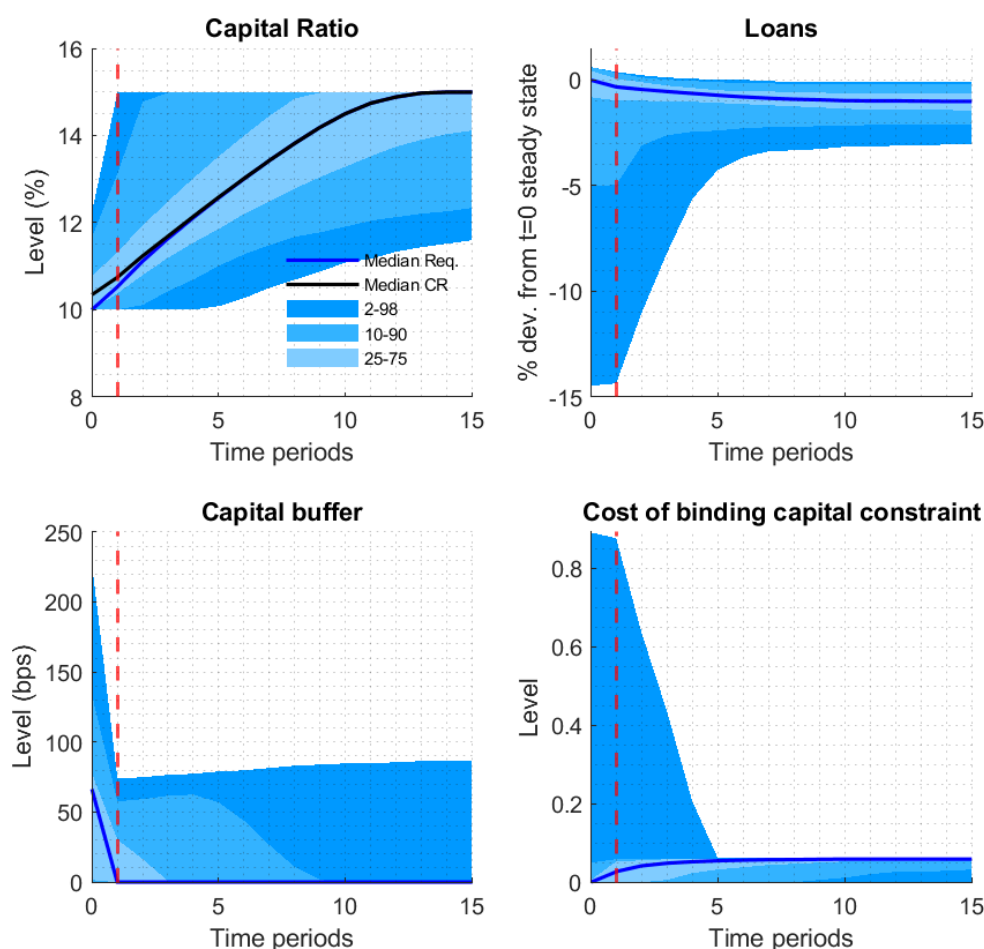 Capital Ratio
16
14
12
10
8
Level (%)
Median Req.
Median CR
2-98
10-90
25-75
0
5
10
15
Time periods
Loans
0
-5
-10
-15
% dev. from t=0 steady state
0
5
10
15
Time periods
Capital buffer
250
200
150
100
50
0
Level (bps)
0
5
10
15
Time periods
Cost of binding capital constraint
0.8
0.6
0.4
0.2
0
Level
0
5
10
15
Time periods